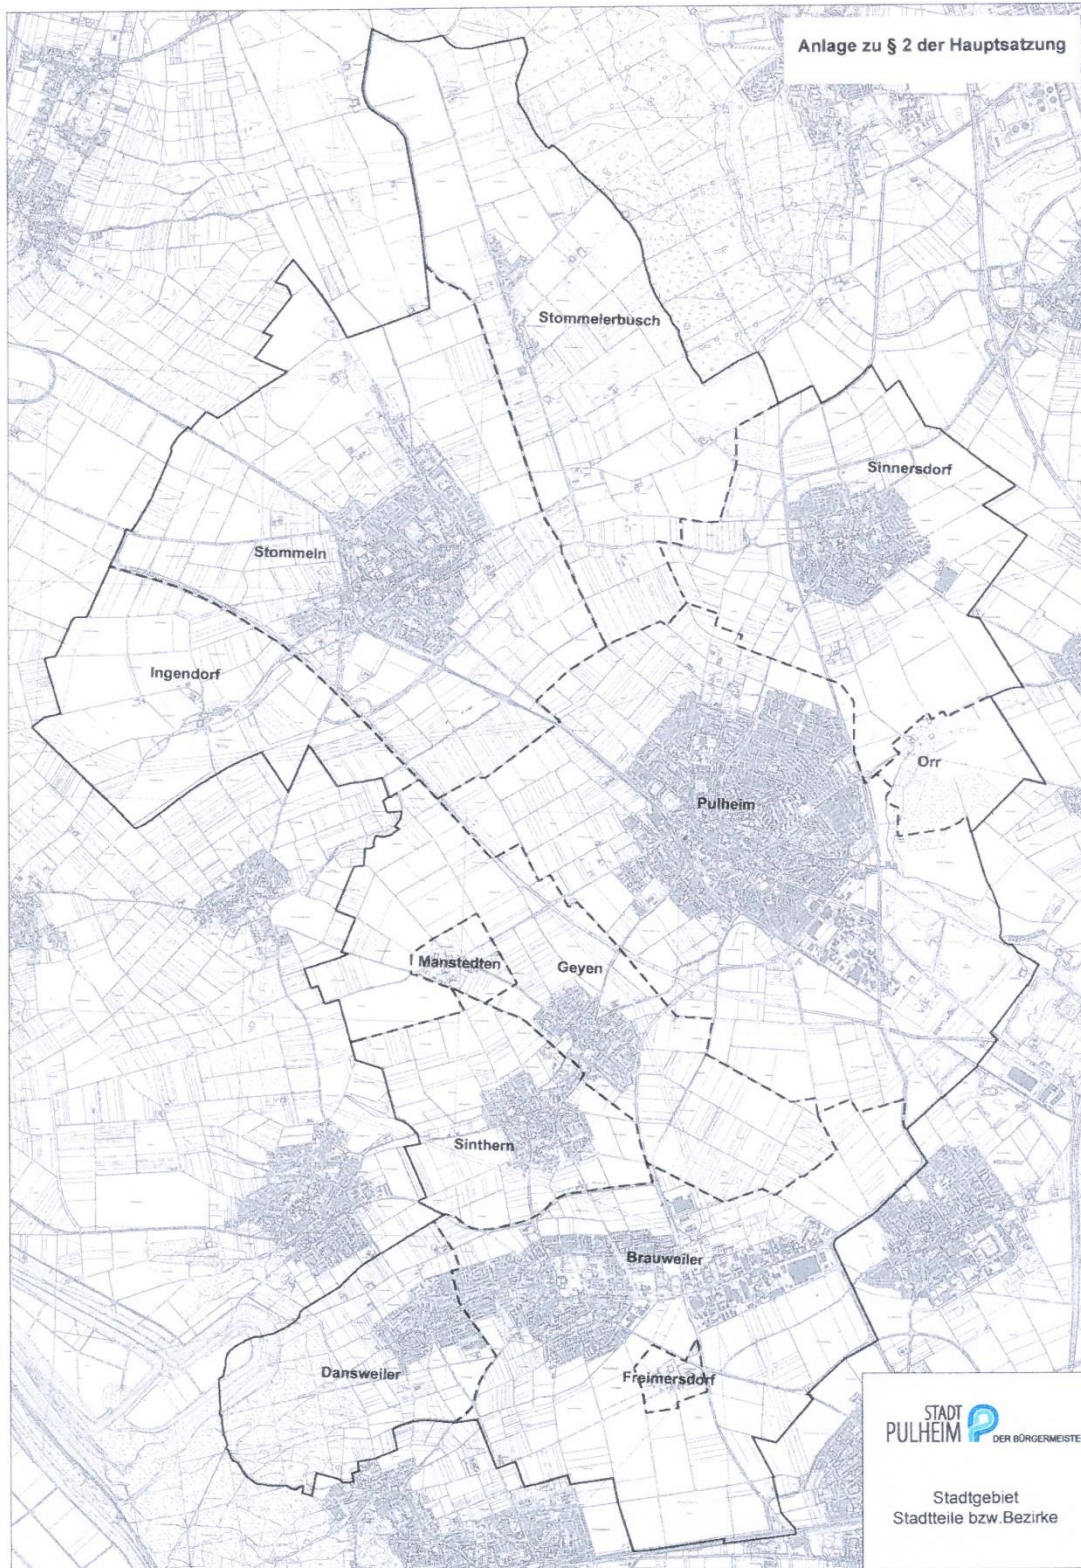 Anlage zu § 2 der Hauptsatzung
Stommelerbusch
Sinnersdorf
Stommeln
Ingendorf
Orr
Pulheim
Manstedten
Geyen
Sinthern
Brauweiler
Dansweiler
Freimersdorf
STADT
PULHEIM DER BÜRGERMEISTE
Stadtgebiet
Stadtteile bzw.Bezirke